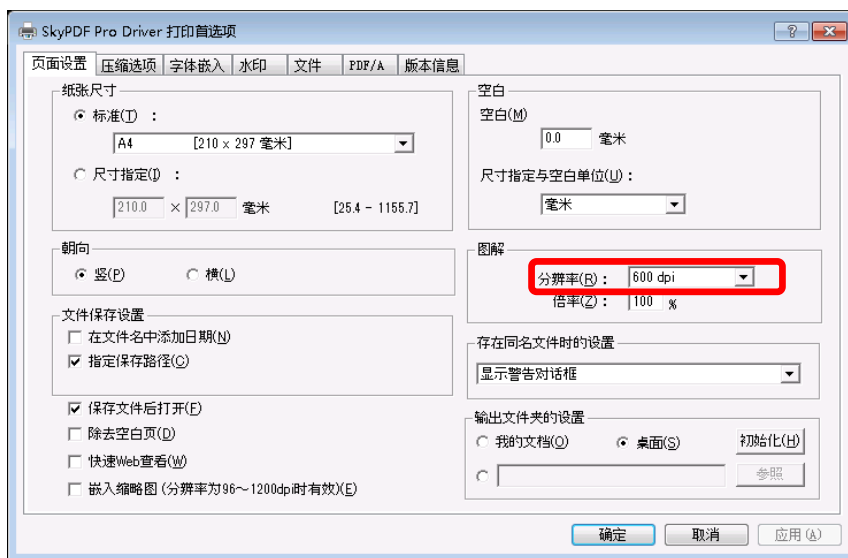 SkyPDF Pro Driver 打印首选项
页面设置 压缩选项 字体嵌入 水印 文件 PDF/A 版本信息
纸张尺寸
标准(T) :
A4 [210 x 297 毫米]
尺寸指定(I) :
210.0 × 297.0 毫米 [25.4 - 1155.7]
朝向
竖(P) 横(L)
文件保存设置
在文件名中添加日期(N)
指定保存路径(C)
保存文件后打开(F)
除去空白页(D)
快速Web查看(W)
嵌入缩略图 (分辨率为96～1200dpi时有效)(E)
空白
空白(M)
0.0 毫米
尺寸指定与空白单位(U) :
毫米
图解
分辨率(R) : 600 dpi
倍率(Z) : 100 %
存在同名文件时的设置
显示警告对话框
输出文件夹的设置
我的文档(O) 桌面(S) 初始化(H)
参照
确定 取消 应用(A)